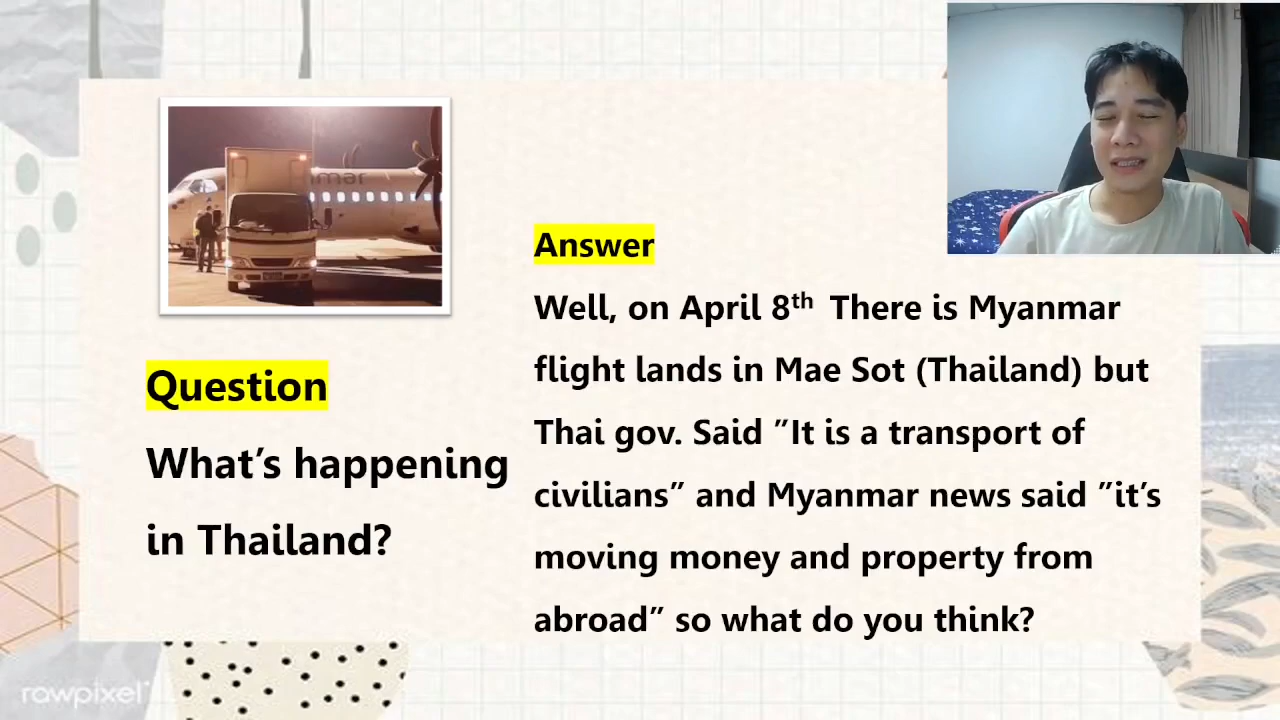 mar
Question
What's happening
in Thailand?
Answer
Well, on April 8th There is Myanmar
flight lands in Mae Sot (Thailand) but
Thai gov. Said ”It is a transport of
civilians” and Myanmar news said ”it’s
moving money and property from
abroad” so what do you think?
rawpixel